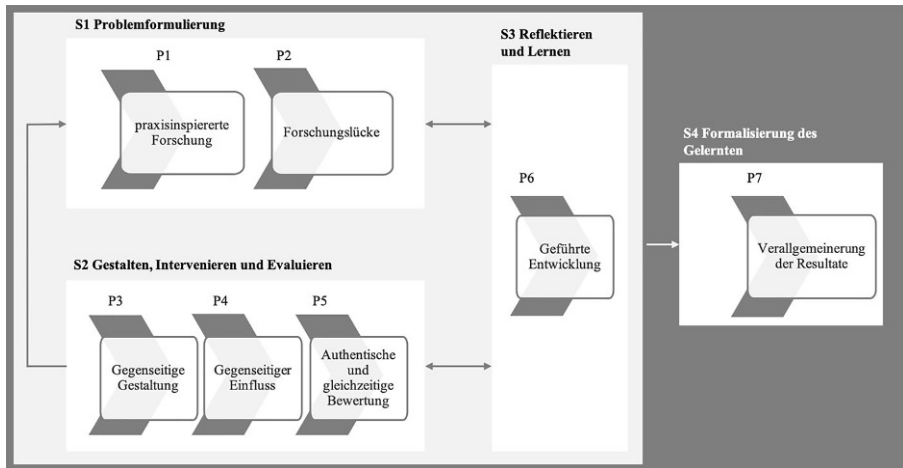 S1 Problemformulierung
P1
P2
praxisinspiererte
Forschung
Forschungslücke
S2 Gestalten, Intervenieren und Evaluieren
P3
P4
P5
Gegenseitige
Gestaltung
Gegenseitiger
Einfluss
Authentische
und
gleichzeitige
Bewertung
S3 Reflektieren
und Lernen
P6
Geführte
Entwicklung
S4 Formalisierung des
Gelernten
P7
Verallgemeinerung
der Resultate